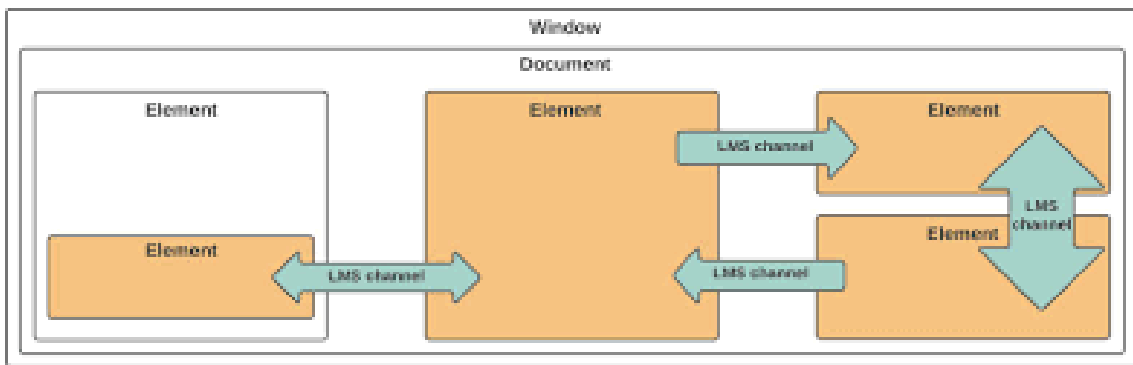 Window
Document
Element
Element
Element
LMS channel
LMS
channel
Element
Element
LMS channel
LMS channel